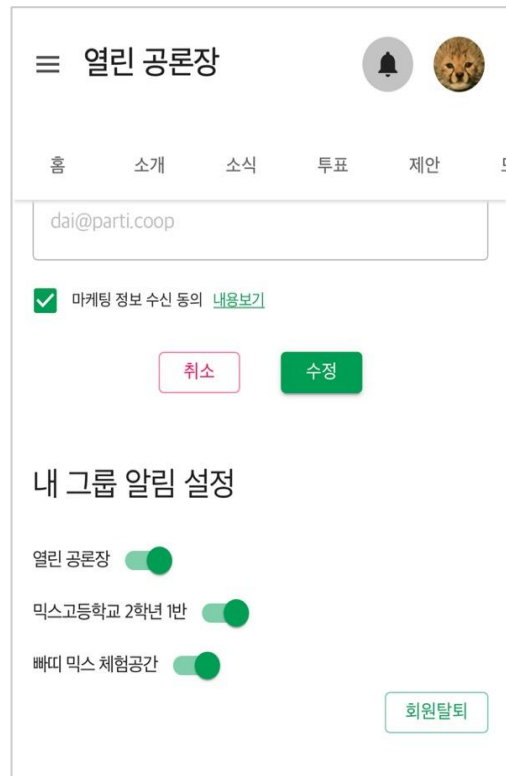 열린 공론장
홈 소개 소식 투표 제안
dai@parti.coop
마케팅 정보 수신 동의 내용보기
취소 수정
내 그룹 알림 설정
열린 공론장
믹스고등학교 2학년 1반
빠띠 믹스 체험공간
회원탈퇴